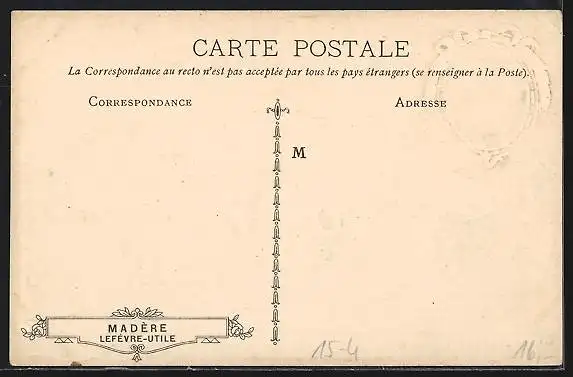 CARTE POSTALE
La Correspondance au recto n'est pas acceptée par tous les pays étrangers (se renseigner à la Poste).
CORRESPONDANCE
ADRESSE
M
MADÈRE
LEFÈVRE-UTILE
15-4
16,-